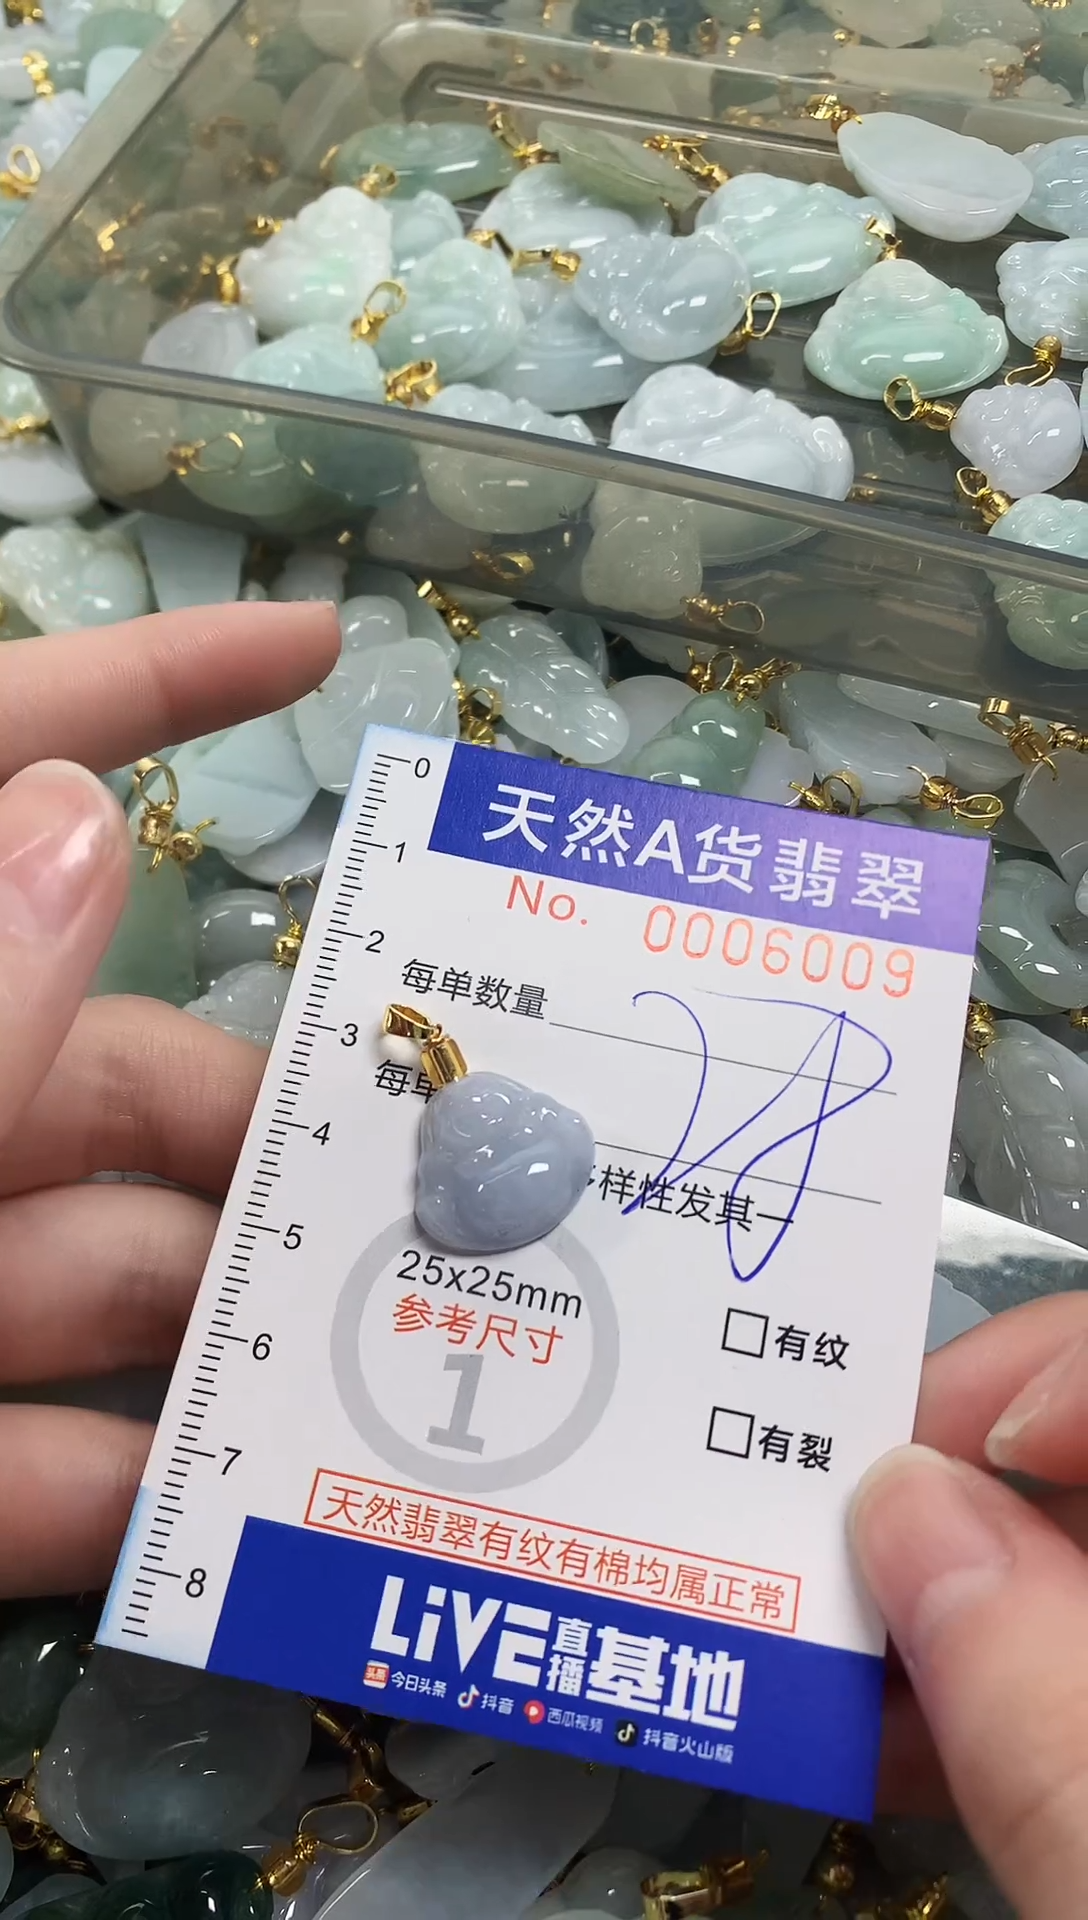 0
1
2
3
4
5
6
7
8
天然A货翡翠
No. 0006009
每单数量
每单
多样性发其一
25x25mm
参考尺寸
1
有纹
有裂
天然翡翠有纹有棉均属正常
LiVE直播基地
头条 今日头条 抖音 西瓜视频 抖音火山版